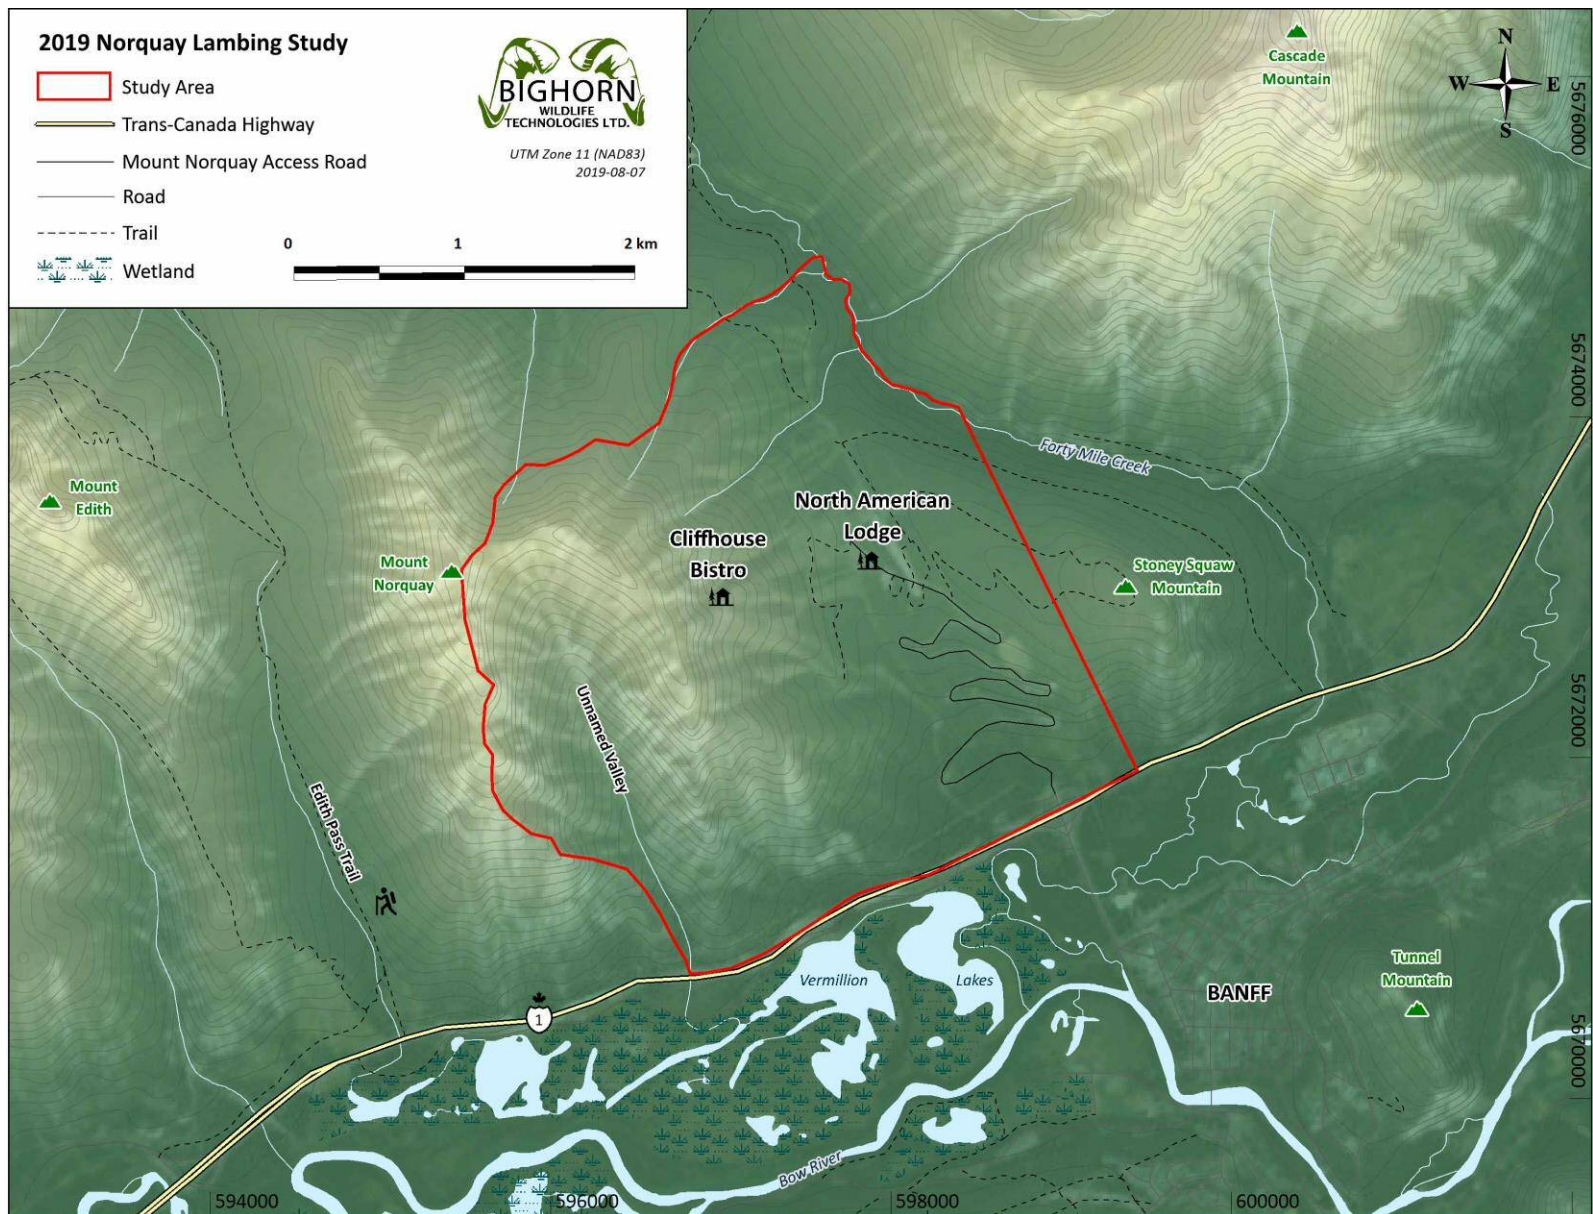 2019 Norquay Lambing Study
Study Area
Trans-Canada Highway
Mount Norquay Access Road
Road
Trail
Wetland
BIGHORN
WILDLIFE
TECHNOLOGIES LTD.
UTM Zone 11 (NAD83)
2019-08-07
0 1 2 km
Cascade
Mountain
N
W E
S
5676000
5674000
5672000
5670000
Mount
Edith
Mount
Norquay
Cliffhouse
Bistro
North American
Lodge
Forty Mile Creek
Stoney Squaw
Mountain
Unnamed Valley
Edith Pass Trail
1
Vermillion Lakes
BANFF
Tunnel
Mountain
Bow River
594000 596000 598000 600000